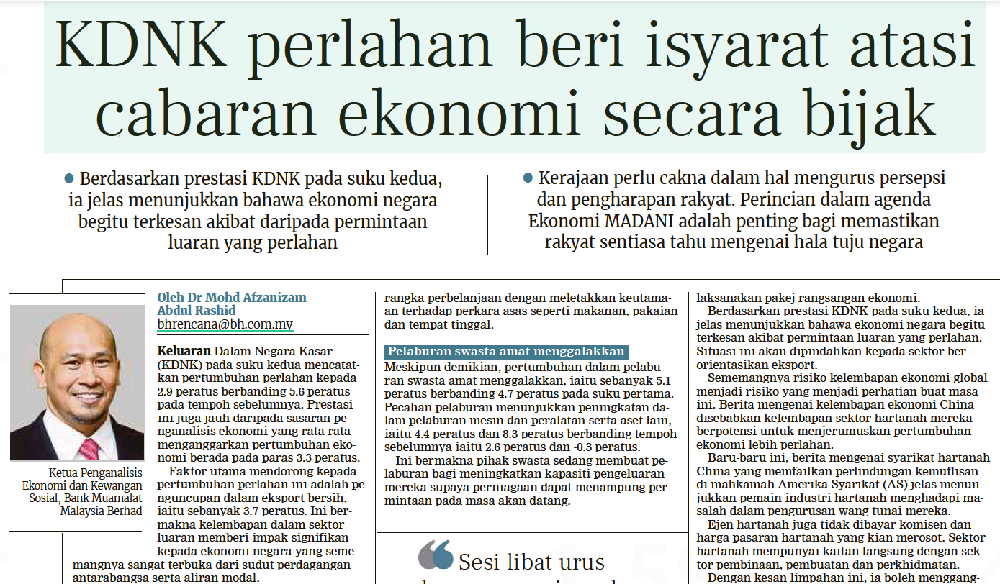 KDNK perlahan beri isyarat atasi
cabaran ekonomi secara bijak
● Berdasarkan prestasi KDNK pada suku kedua,
ia jelas menunjukkan bahawa ekonomi negara
begitu terkesan akibat daripada permintaan
luaran yang perlahan
● Kerajaan perlu cakna dalam hal mengurus persepsi
dan pengharapan rakyat. Perincian dalam agenda
Ekonomi MADANI adalah penting bagi memastikan
rakyat sentiasa tahu mengenai hala tuju negara
Ketua Penganalisis
Ekonomi dan Kewangan
Sosial, Bank Muamalat
Malaysia Berhad
Oleh Dr Mohd Afzanizam
Abdul Rashid
bhrencana@bh.com.my
Keluaran Dalam Negara Kasar
(KDNK) pada suku kedua mencatat-
kan pertumbuhan perlahan kepada
2.9 peratus berbanding 5.6 peratus
pada tempoh sebelumnya. Prestasi
ini juga jauh daripada sasaran pe-
nganalisis ekonomi yang rata-rata
menganggarkan pertumbuhan eko-
nomi berada pada paras 3.3 peratus.
Faktor utama mendorong kepada
pertumbuhan perlahan ini adalah pe-
nguncupan dalam eksport bersih,
iaitu sebanyak 3.7 peratus. Ini ber-
makna kelembapan dalam sektor
luaran memberi impak signifikan
kepada ekonomi negara yang seme-
mangnya sangat terbuka dari sudut perdagangan
antarabangsa serta aliran modal.
rangka perbelanjaan dengan meletakkan keutama-
an terhadap perkara asas seperti makanan, pakaian
dan tempat tinggal.
Pelaburan swasta amat menggalakkan
Meskipun demikian, pertumbuhan dalam pelabu-
ran swasta amat menggalakkan, iaitu sebanyak 5.1
peratus berbanding 4.7 peratus pada suku pertama.
Pecahan pelaburan menunjukkan peningkatan da-
lam pelaburan mesin dan peralatan serta aset lain,
iaitu 4.4 peratus dan 8.3 peratus berbanding tempoh
sebelumnya iaitu 2.6 peratus dan -0.3 peratus.
Ini bermakna pihak swasta sedang membuat pe-
laburan bagi meningkatkan kapasiti pengeluaran
mereka supaya perniagaan dapat menampung per-
mintaan pada masa akan datang.
Sesi libat urus
laksanakan pakej rangsangan ekonomi.
Berdasarkan prestasi KDNK pada suku kedua, ia
jelas menunjukkan bahawa ekonomi negara begitu
terkesan akibat permintaan luaran yang perlahan.
Situasi ini akan dipindahkan kepada sektor ber-
orientasikan eksport.
Sememangnya risiko kelembapan ekonomi global
menjadi risiko yang menjadi perhatian buat masa
ini. Berita mengenai kelembapan ekonomi China
disebabkan kelembapan sektor hartanah mereka
berpotensi untuk menjerumuskan pertumbuhan
ekonomi lebih perlahan.
Baru-baru ini, berita mengenai syarikat hartanah
China yang memfailkan perlindungan kemuflisan
di mahkamah Amerika Syarikat (AS) jelas menun-
jukkan pemain industri hartanah menghadapi ma-
salah dalam pengurusan wang tunai mereka.
Ejen hartanah juga tidak dibayar komisen dan
harga pasaran hartanah yang kian merosot. Sektor
hartanah mempunyai kaitan langsung dengan sek-
tor pembinaan, pembuatan dan perkhidmatan.
Dengan kesan limpahan ini, ia boleh menggang-